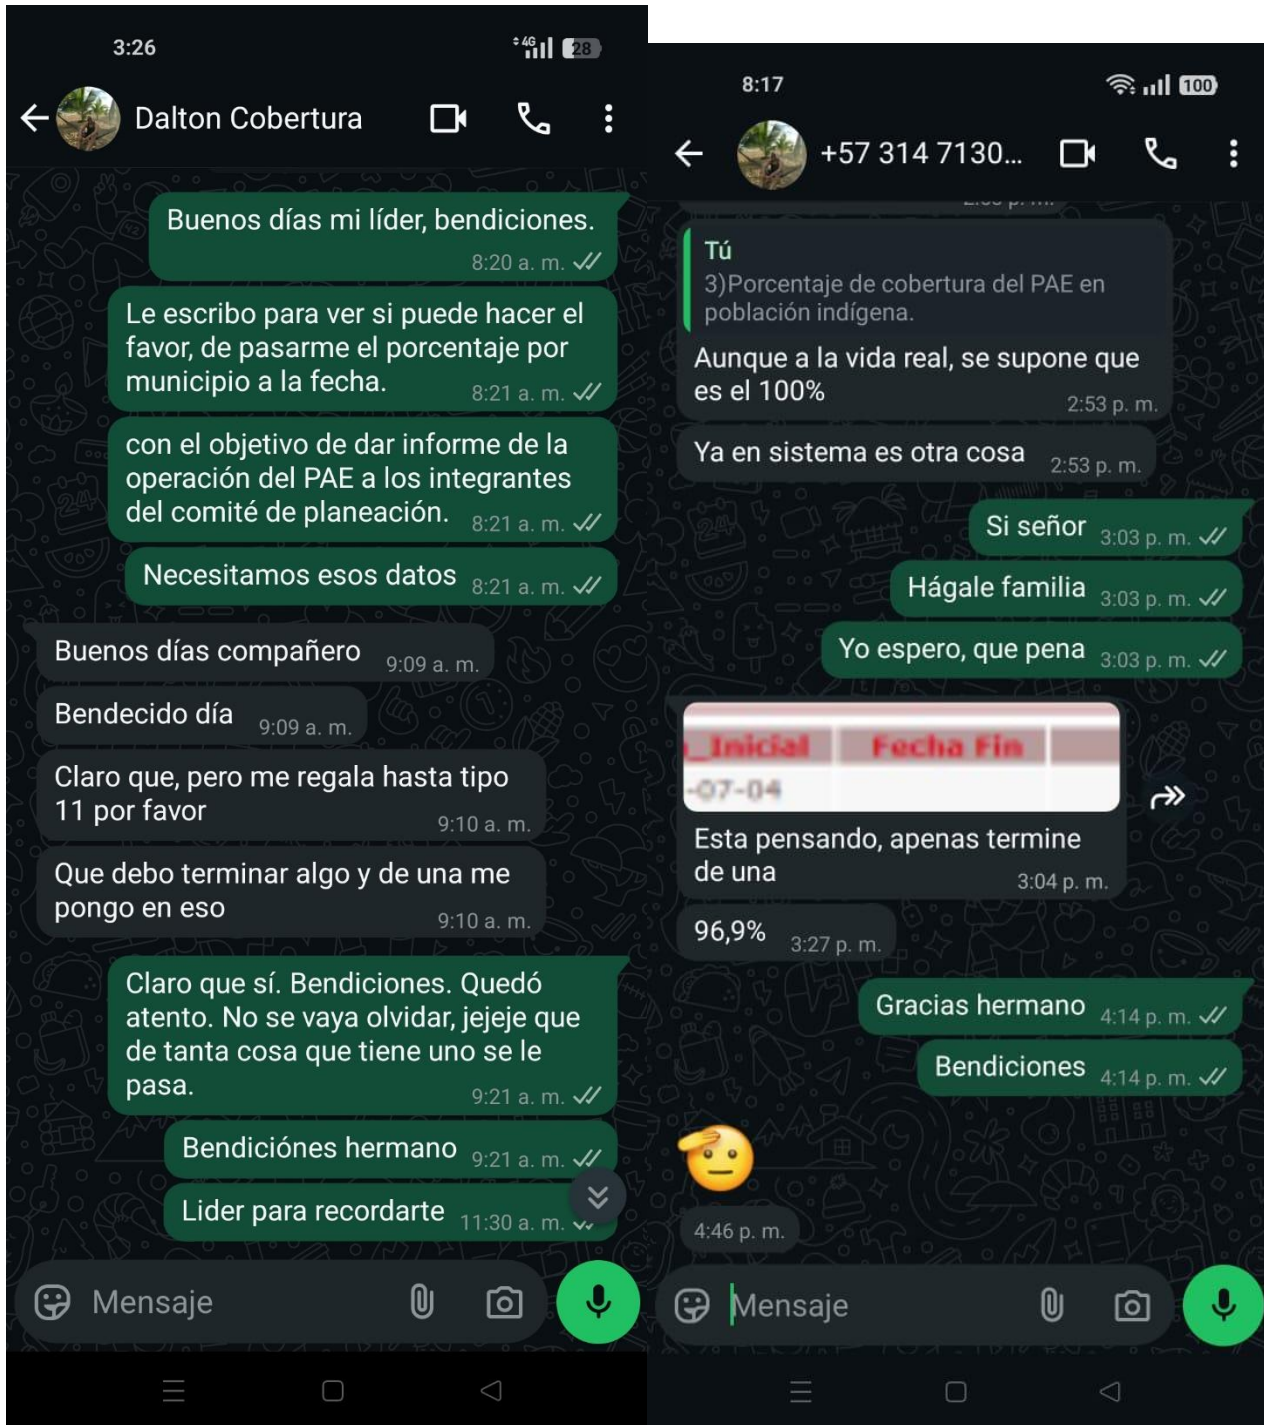 3:26
4G
28
Dalton Cobertura
Buenos días mi líder, bendiciones.
8:20 a. m.
Le escribo para ver si puede hacer el
favor, de pasarme el porcentaje por
municipio a la fecha.
8:21 a. m.
con el objetivo de dar informe de la
operación del PAE a los integrantes
del comité de planeación.
8:21 a. m.
Necesitamos esos datos
8:21 a. m.
Buenos días compañero
9:09 a. m.
Bendecido día
9:09 a. m.
Claro que, pero me regala hasta tipo
11 por favor
9:10 a. m.
Que debo terminar algo y de una me
pongo en eso
9:10 a. m.
Claro que sí. Bendiciones. Quedó
atento. No se vaya olvidar, jejeje que
de tanta cosa que tiene uno se le
pasa.
9:21 a. m.
Bendiciónes hermano
9:21 a. m.
Lider para recordarte
11:30 a. m.
Mensaje
8:17
100
+57 314 7130...
Tú
3)Porcentaje de cobertura del PAE en
población indígena.
Aunque a la vida real, se supone que
es el 100%
2:53 p. m.
Ya en sistema es otra cosa
2:53 p. m.
Si señor
3:03 p. m.
Hágale familia
3:03 p. m.
Yo espero, que pena
3:03 p. m.
_Inicial
Fecha Fin
-07-04
Esta pensando, apenas termine
de una
3:04 p. m.
96,9%
3:27 p. m.
Gracias hermano
4:14 p. m.
Bendiciones
4:14 p. m.
4:46 p. m.
Mensaje